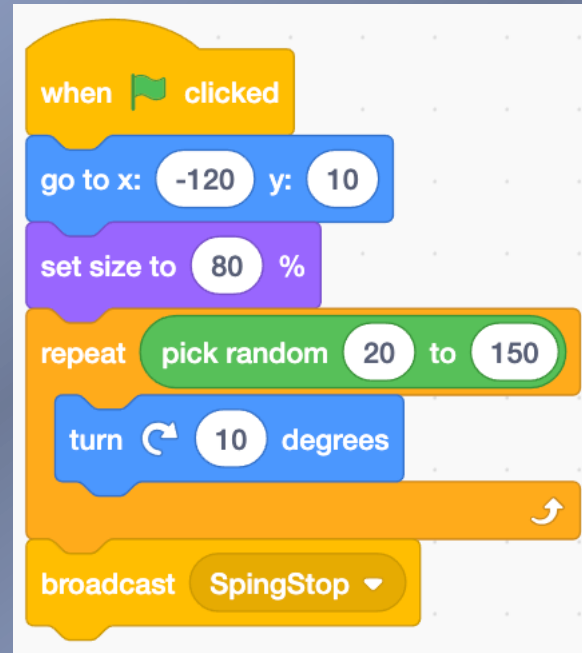 when clicked
go to x: -120 y: 10
set size to 80 %
repeat pick random 20 to 150
turn 10 degrees
broadcast SpingStop